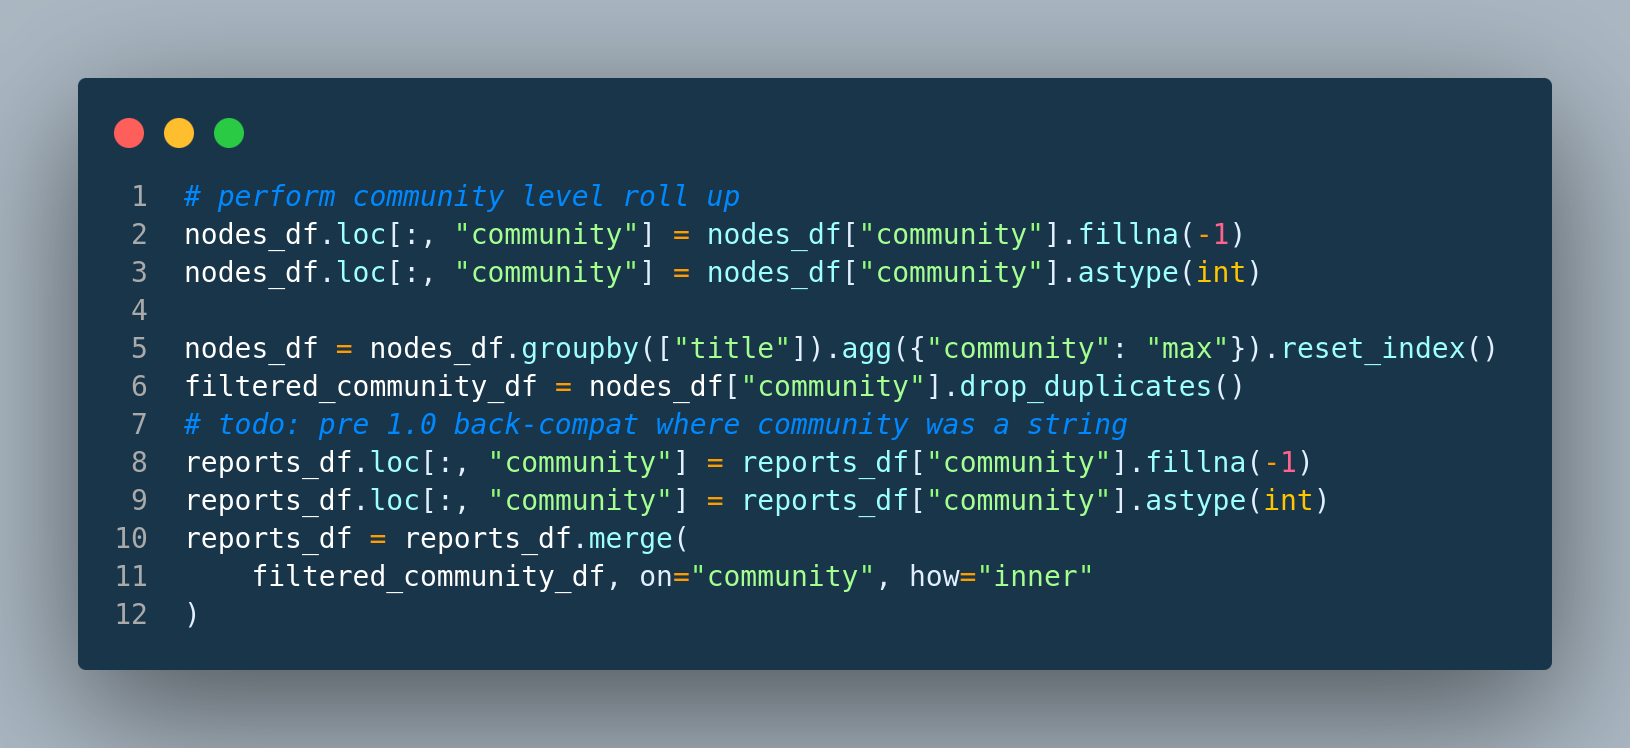 1 # perform community level roll up
2 nodes_df.loc[:, "community"] = nodes_df["community"].fillna(-1)
3 nodes_df.loc[:, "community"] = nodes_df["community"].astype(int)
4
5 nodes_df = nodes_df.groupby(["title"]).agg({"community": "max"}).reset_index()
6 filtered_community_df = nodes_df["community"].drop_duplicates()
7 # todo: pre 1.0 back-compat where community was a string
8 reports_df.loc[:, "community"] = reports_df["community"].fillna(-1)
9 reports_df.loc[:, "community"] = reports_df["community"].astype(int)
10 reports_df = reports_df.merge(
11     filtered_community_df, on="community", how="inner"
12 )